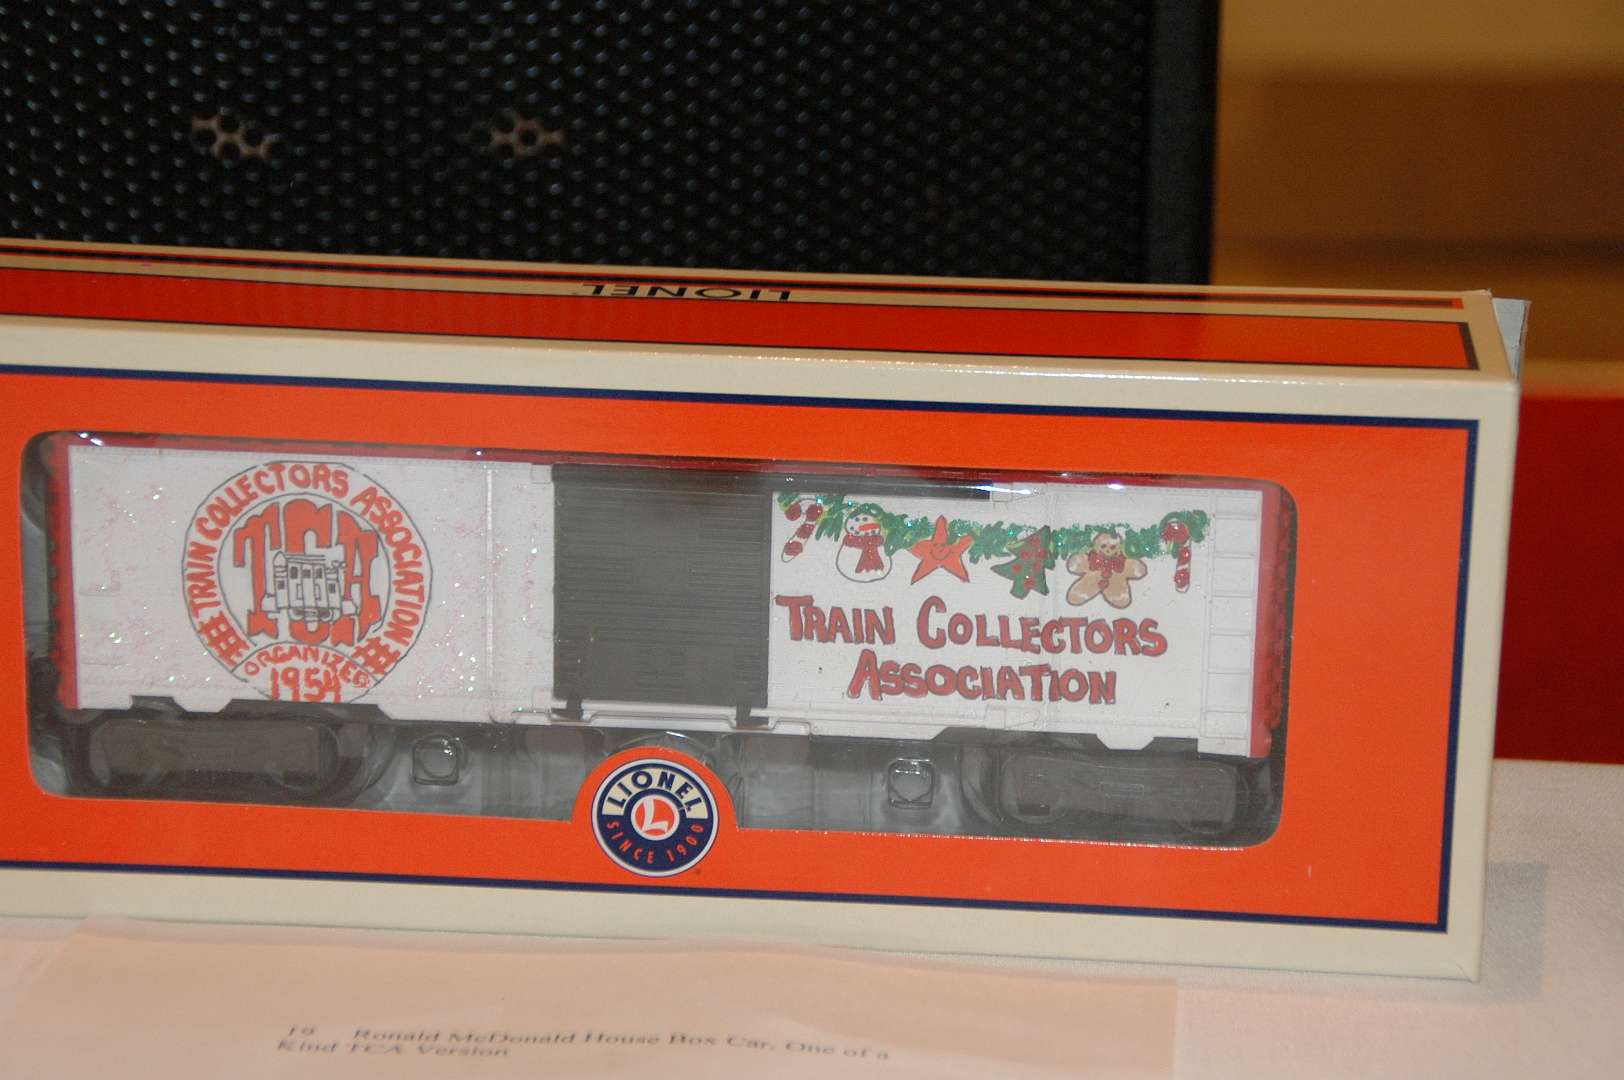 LIONEL
TRAIN COLLECTORS ASSOCIATION
TCA
ORGANIZED
1954
TRAIN COLLECTORS
ASSOCIATION
LIONEL
L
SINCE 1900
19 Ronald McDonald House Box Car, One of a
Kind TCA Version